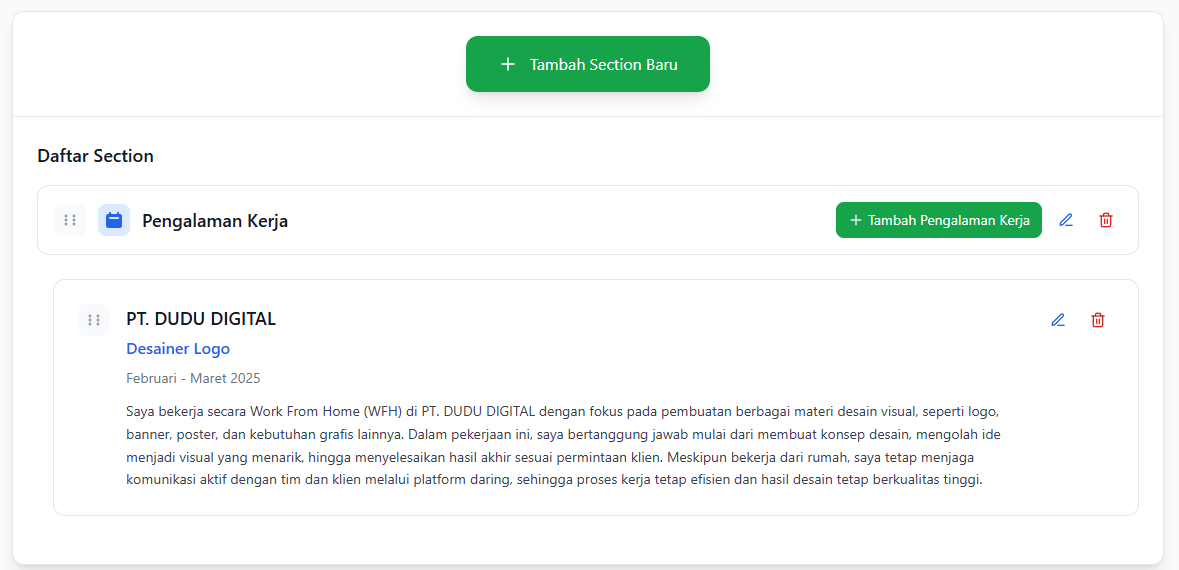 Tambah Section Baru
Daftar Section
Pengalaman Kerja
Tambah Pengalaman Kerja
PT. DUDU DIGITAL
Desainer Logo
Februari - Maret 2025
Saya bekerja secara Work From Home (WFH) di PT. DUDU DIGITAL dengan fokus pada pembuatan berbagai materi desain visual, seperti logo,
banner, poster, dan kebutuhan grafis lainnya. Dalam pekerjaan ini, saya bertanggung jawab mulai dari membuat konsep desain, mengolah ide
menjadi visual yang menarik, hingga menyelesaikan hasil akhir sesuai permintaan klien. Meskipun bekerja dari rumah, saya tetap menjaga
komunikasi aktif dengan tim dan klien melalui platform daring, sehingga proses kerja tetap efisien dan hasil desain tetap berkualitas tinggi.